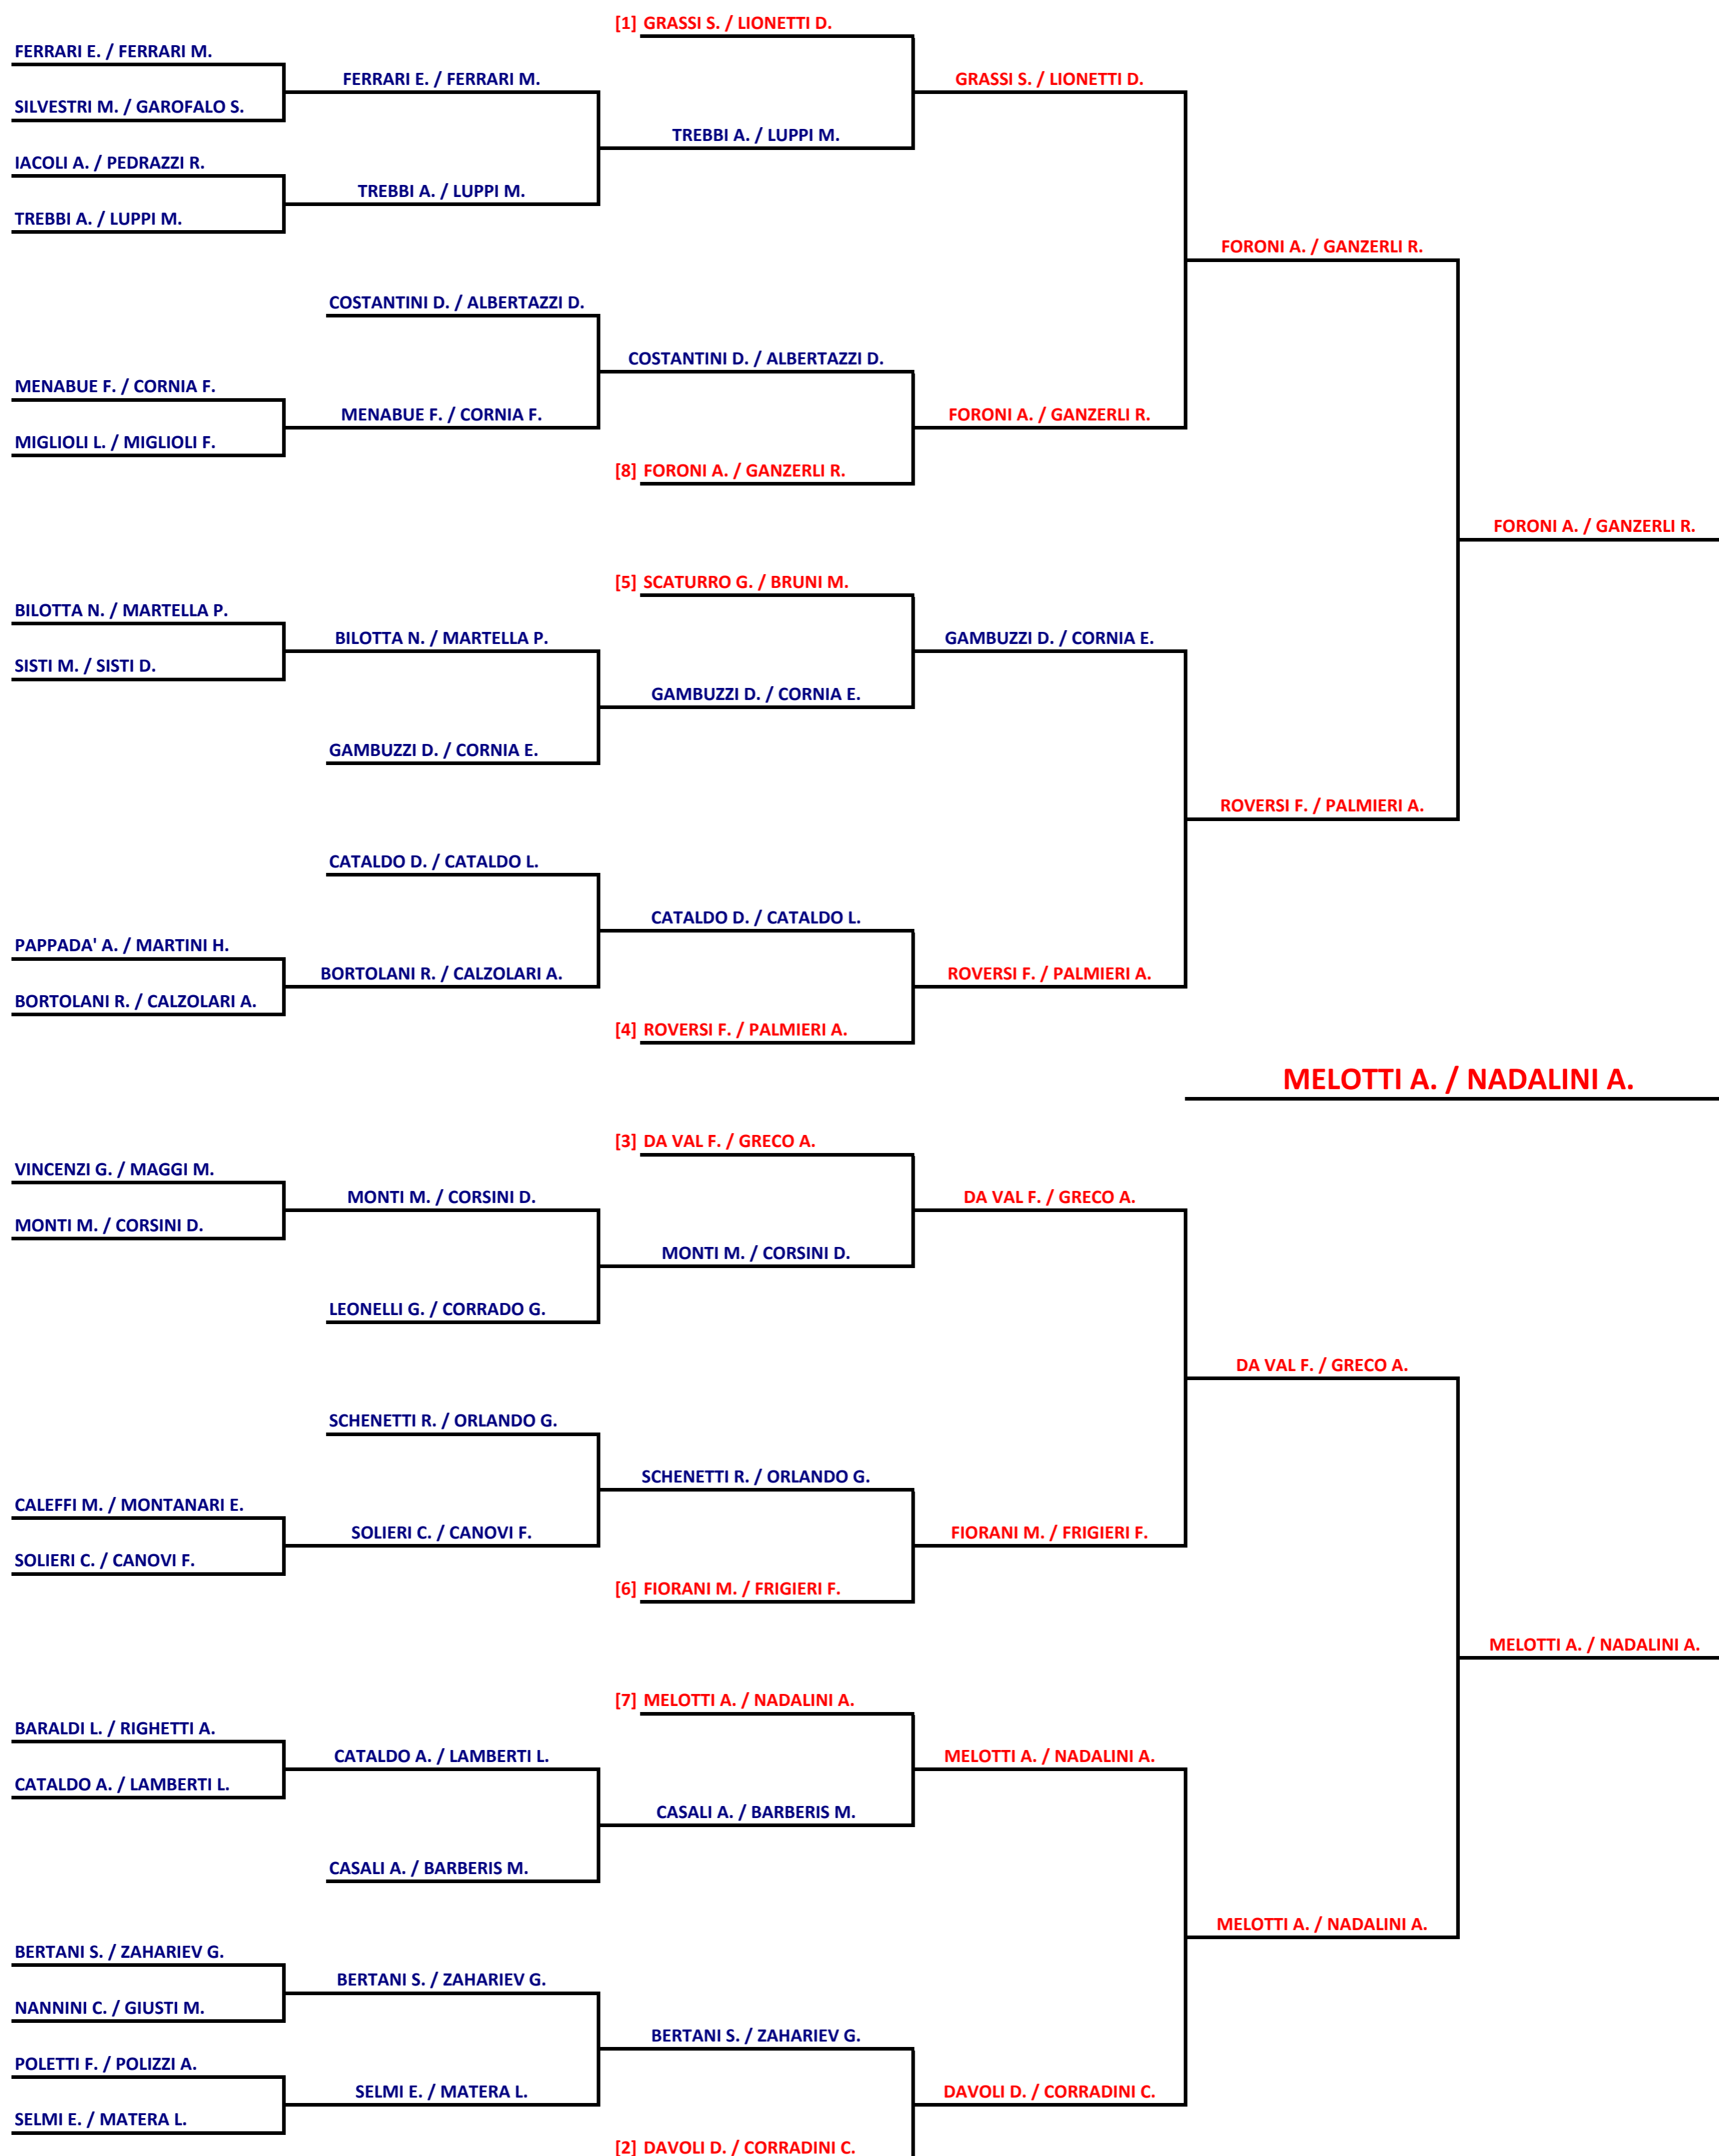 [1] GRASSI S. / LIONETTI D.
FERRARI E. / FERRARI M.
FERRARI E. / FERRARI M.
GRASSI S. / LIONETTI D.
SILVESTRI M. / GAROFALO S.
TREBBI A. / LUPPI M.
IACOLI A. / PEDRAZZI R.
TREBBI A. / LUPPI M.
TREBBI A. / LUPPI M.
FORONI A. / GANZERLI R.
COSTANTINI D. / ALBERTAZZI D.
COSTANTINI D. / ALBERTAZZI D.
MENABUE F. / CORNIA F.
MENABUE F. / CORNIA F.
FORONI A. / GANZERLI R.
MIGLIOLI L. / MIGLIOLI F.
[8] FORONI A. / GANZERLI R.
FORONI A. / GANZERLI R.
[5] SCATURRO G. / BRUNI M.
BILOTTA N. / MARTELLA P.
BILOTTA N. / MARTELLA P.
GAMBUZZI D. / CORNIA E.
SISTI M. / SISTI D.
GAMBUZZI D. / CORNIA E.
GAMBUZZI D. / CORNIA E.
ROVERSI F. / PALMIERI A.
CATALDO D. / CATALDO L.
CATALDO D. / CATALDO L.
PAPPADA' A. / MARTINI H.
BORTOLANI R. / CALZOLARI A.
ROVERSI F. / PALMIERI A.
BORTOLANI R. / CALZOLARI A.
[4] ROVERSI F. / PALMIERI A.
MELOTTI A. / NADALINI A.
[3] DA VAL F. / GRECO A.
VINCENZI G. / MAGGI M.
MONTI M. / CORSINI D.
DA VAL F. / GRECO A.
MONTI M. / CORSINI D.
MONTI M. / CORSINI D.
LEONELLI G. / CORRADO G.
DA VAL F. / GRECO A.
SCHENETTI R. / ORLANDO G.
SCHENETTI R. / ORLANDO G.
CALEFFI M. / MONTANARI E.
SOLIERI C. / CANOVI F.
FIORANI M. / FRIGIERI F.
SOLIERI C. / CANOVI F.
[6] FIORANI M. / FRIGIERI F.
MELOTTI A. / NADALINI A.
[7] MELOTTI A. / NADALINI A.
BARALDI L. / RIGHETTI A.
CATALDO A. / LAMBERTI L.
MELOTTI A. / NADALINI A.
CATALDO A. / LAMBERTI L.
CASALI A. / BARBERIS M.
CASALI A. / BARBERIS M.
MELOTTI A. / NADALINI A.
BERTANI S. / ZAHARIEV G.
BERTANI S. / ZAHARIEV G.
NANNINI C. / GIUSTI M.
BERTANI S. / ZAHARIEV G.
POLETTI F. / POLIZZI A.
SELMI E. / MATERA L.
DAVOLI D. / CORRADINI C.
SELMI E. / MATERA L.
[2] DAVOLI D. / CORRADINI C.